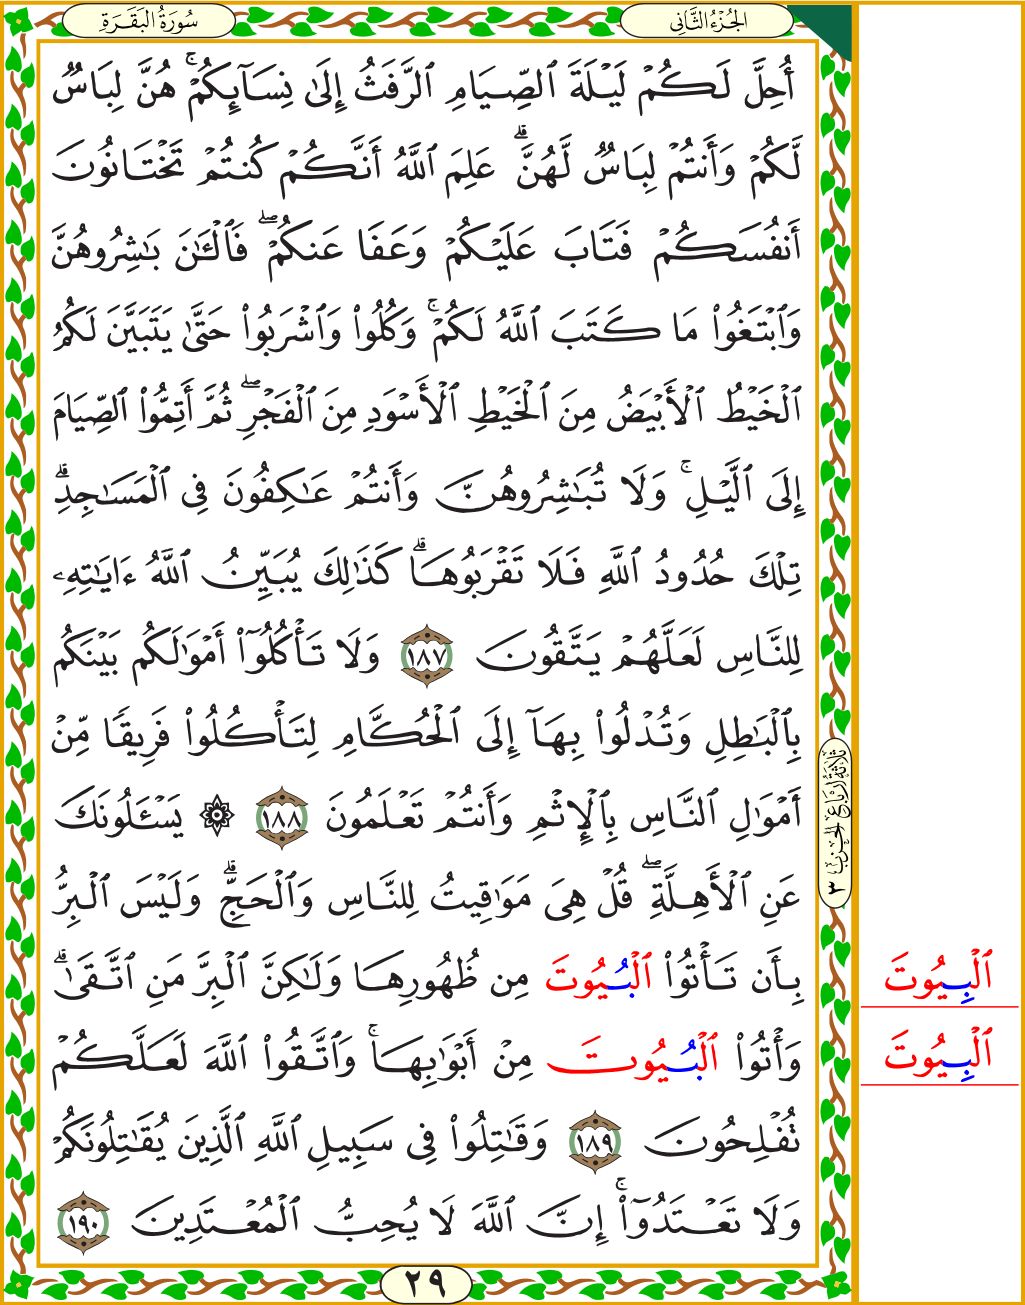 سُورَةُ البَقَرَةِ
الجُزْءُ الثَّانِي
أُحِلَّ لَكُمۡ لَيۡلَةَ ٱلصِّيَامِ ٱلرَّفَثُ إِلَىٰ نِسَآئِكُمۡۚ هُنَّ لِبَاسٞ
لَّكُمۡ وَأَنتُمۡ لِبَاسٞ لَّهُنَّۗ عَلِمَ ٱللَّهُ أَنَّكُمۡ كُنتُمۡ تَخۡتَانُونَ
أَنفُسَكُمۡ فَتَابَ عَلَيۡكُمۡ وَعَفَا عَنكُمۡۖ فَٱلۡـَٰٔنَ بَٰشِرُوهُنَّ
وَٱبۡتَغُواْ مَا كَتَبَ ٱللَّهُ لَكُمۡۚ وَكُلُواْ وَٱشۡرَبُواْ حَتَّىٰ يَتَبَيَّنَ لَكُمُ
ٱلۡخَيۡطُ ٱلۡأَبۡيَضُ مِنَ ٱلۡخَيۡطِ ٱلۡأَسۡوَدِ مِنَ ٱلۡفَجۡرِۖ ثُمَّ أَتِمُّواْ ٱلصِّيَامَ
إِلَى ٱلَّيۡلِۚ وَلَا تُبَٰشِرُوهُنَّ وَأَنتُمۡ عَٰكِفُونَ فِي ٱلۡمَسَٰجِدِۗ
تِلۡكَ حُدُودُ ٱللَّهِ فَلَا تَقۡرَبُوهَاۗ كَذَٰلِكَ يُبَيِّنُ ٱللَّهُ ءَايَٰتِهِۦ
لِلنَّاسِ لَعَلَّهُمۡ يَتَّقُونَ ١٨٧ وَلَا تَأۡكُلُوٓاْ أَمۡوَٰلَكُم بَيۡنَكُم
بِٱلۡبَٰطِلِ وَتُدۡلُواْ بِهَآ إِلَى ٱلۡحُكَّامِ لِتَأۡكُلُواْ فَرِيقٗا مِّنۡ
أَمۡوَٰلِ ٱلنَّاسِ بِٱلۡإِثۡمِ وَأَنتُمۡ تَعۡلَمُونَ ١٨٨ ۞ يَسۡـَٔلُونَكَ
عَنِ ٱلۡأَهِلَّةِۖ قُلۡ هِيَ مَوَٰقِيتُ لِلنَّاسِ وَٱلۡحَجِّۗ وَلَيۡسَ ٱلۡبِرُّ
بِأَن تَأۡتُواْ ٱلۡبُيُوتَ مِن ظُهُورِهَا وَلَٰكِنَّ ٱلۡبِرَّ مَنِ ٱتَّقَىٰۗ
وَأۡتُواْ ٱلۡبُيُوتَ مِنۡ أَبۡوَٰبِهَاۚ وَٱتَّقُواْ ٱللَّهَ لَعَلَّكُمۡ
تُفۡلِحُونَ ١٨٩ وَقَٰتِلُواْ فِي سَبِيلِ ٱللَّهِ ٱلَّذِينَ يُقَٰتِلُونَكُمۡ
وَلَا تَعۡتَدُوٓاْۚ إِنَّ ٱللَّهَ لَا يُحِبُّ ٱلۡمُعۡتَدِينَ ١٩٠
ٱلۡبِيُوتَ
ٱلۡبِيُوتَ
ثَلَاثَةُ أَرْبَاعِ الحِزْبِ ٣
٢٩